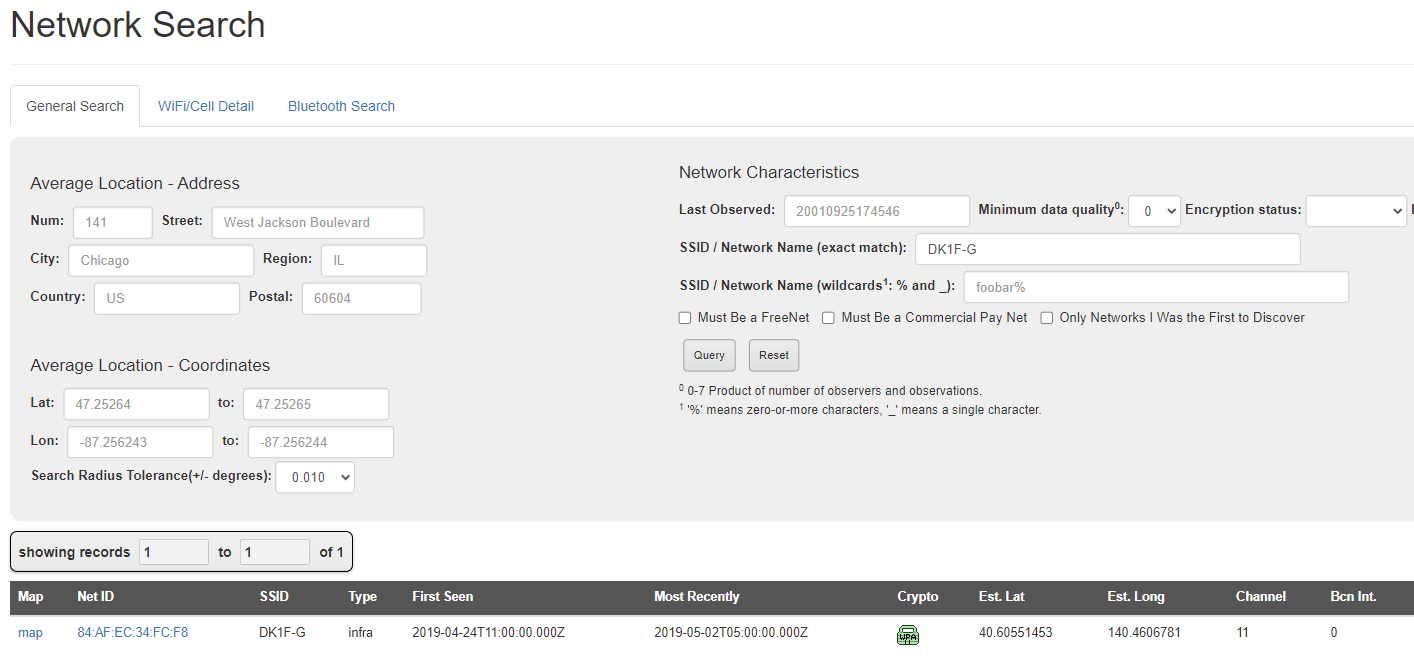 Network Search
General Search WiFi/Cell Detail Bluetooth Search
Average Location - Address
Num: 141 Street: West Jackson Boulevard
City: Chicago Region: IL
Country: US Postal: 60604
Average Location - Coordinates
Lat: 47.25264 to: 47.25265
Lon: -87.256243 to: -87.256244
Search Radius Tolerance(+/- degrees): 0.010
Network Characteristics
Last Observed: 20010925174546 Minimum data quality0: 0 Encryption status:
SSID / Network Name (exact match): DK1F-G
SSID / Network Name (wildcards1: % and _): foobar%
Must Be a FreeNet Must Be a Commercial Pay Net Only Networks I Was the First to Discover
Query Reset
0 0-7 Product of number of observers and observations.
1 '%' means zero-or-more characters, '_' means a single character.
showing records 1 to 1 of 1
Map Net ID SSID Type First Seen Most Recently Crypto Est. Lat Est. Long Channel Bcn Int.
map 84:AF:EC:34:FC:F8 DK1F-G infra 2019-04-24T11:00:00.000Z 2019-05-02T05:00:00.000Z WPA 40.60551453 140.4606781 11 0